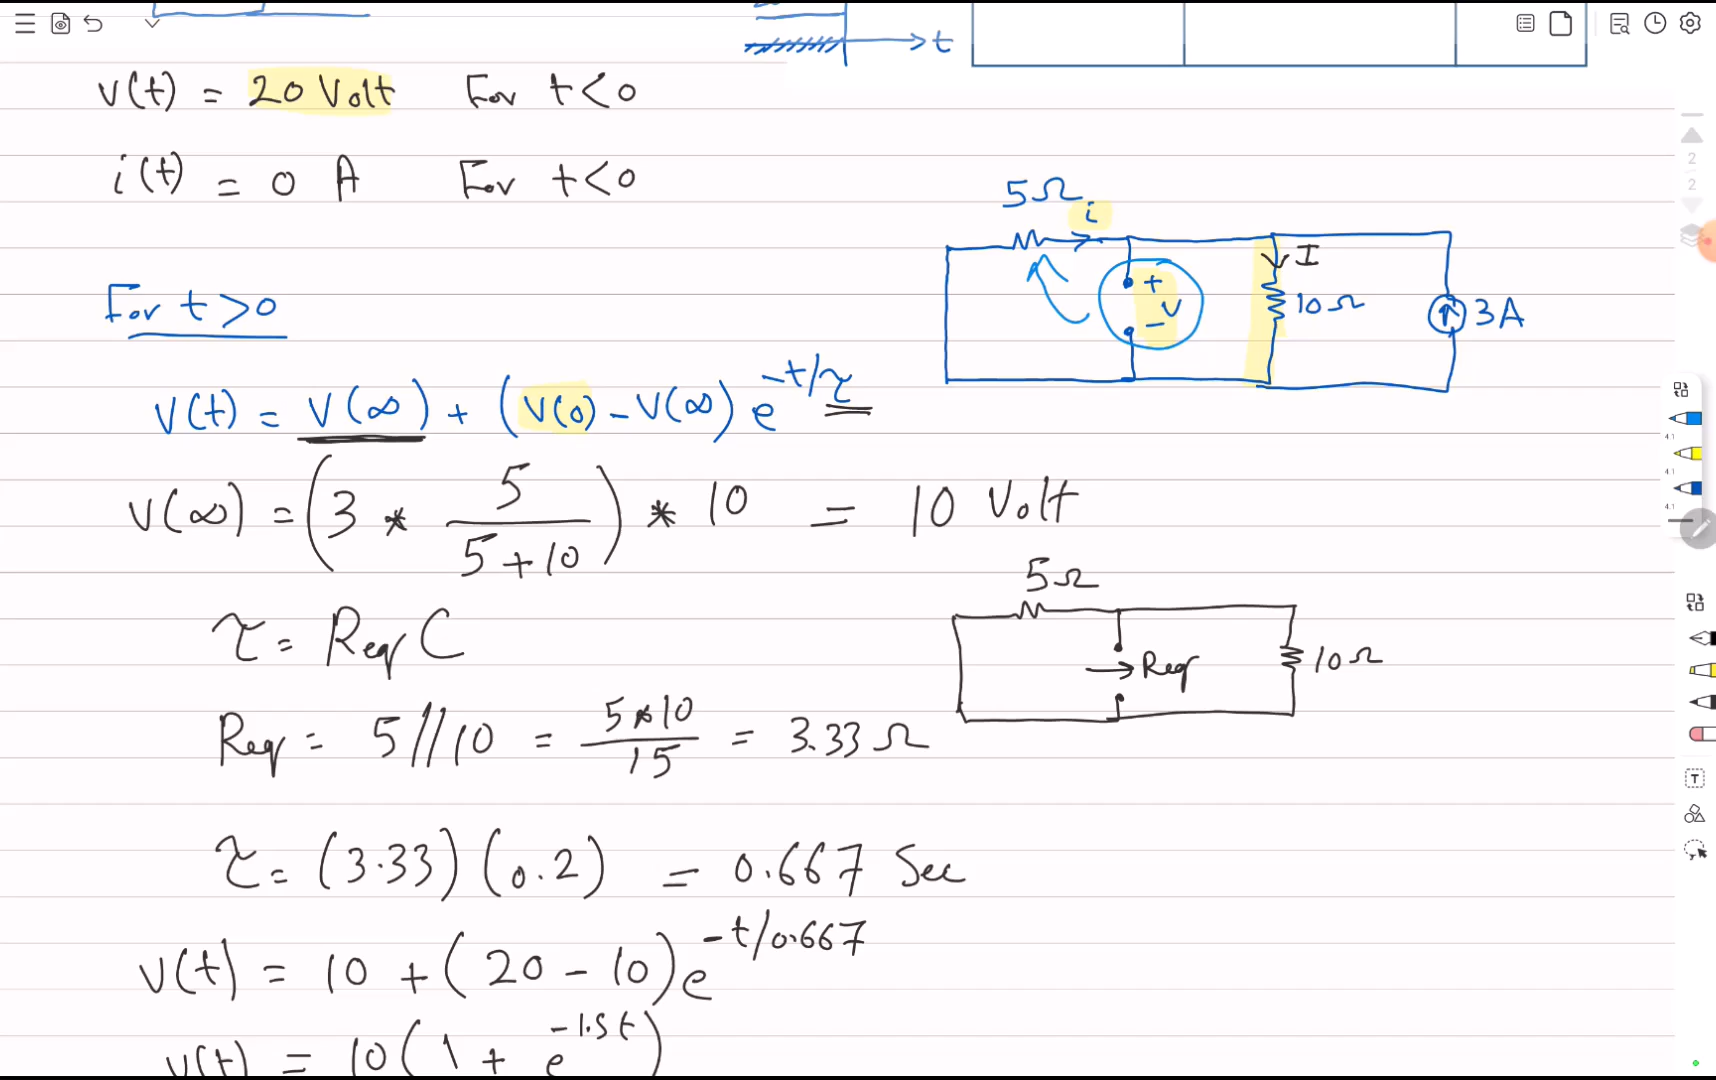 t
v(t) = 20 Volt For t<0
i(t) = 0 A For t<0
5Ω i
I
+
V
-
10Ω
3A
For t>0
v(t) = v(∞) + (v(0) - v(∞)) e^-t/τ
v(∞) = (3 * 5/(5+10)) * 10 = 10 Volt
5Ω
Req
10Ω
τ = Req C
Req = 5//10 = 5*10/15 = 3.33 Ω
τ = (3.33)(0.2) = 0.667 Sec
v(t) = 10 + (20 - 10)e^-t/0.667
v(t) = 10(1 + e^-1.5t)
2
2